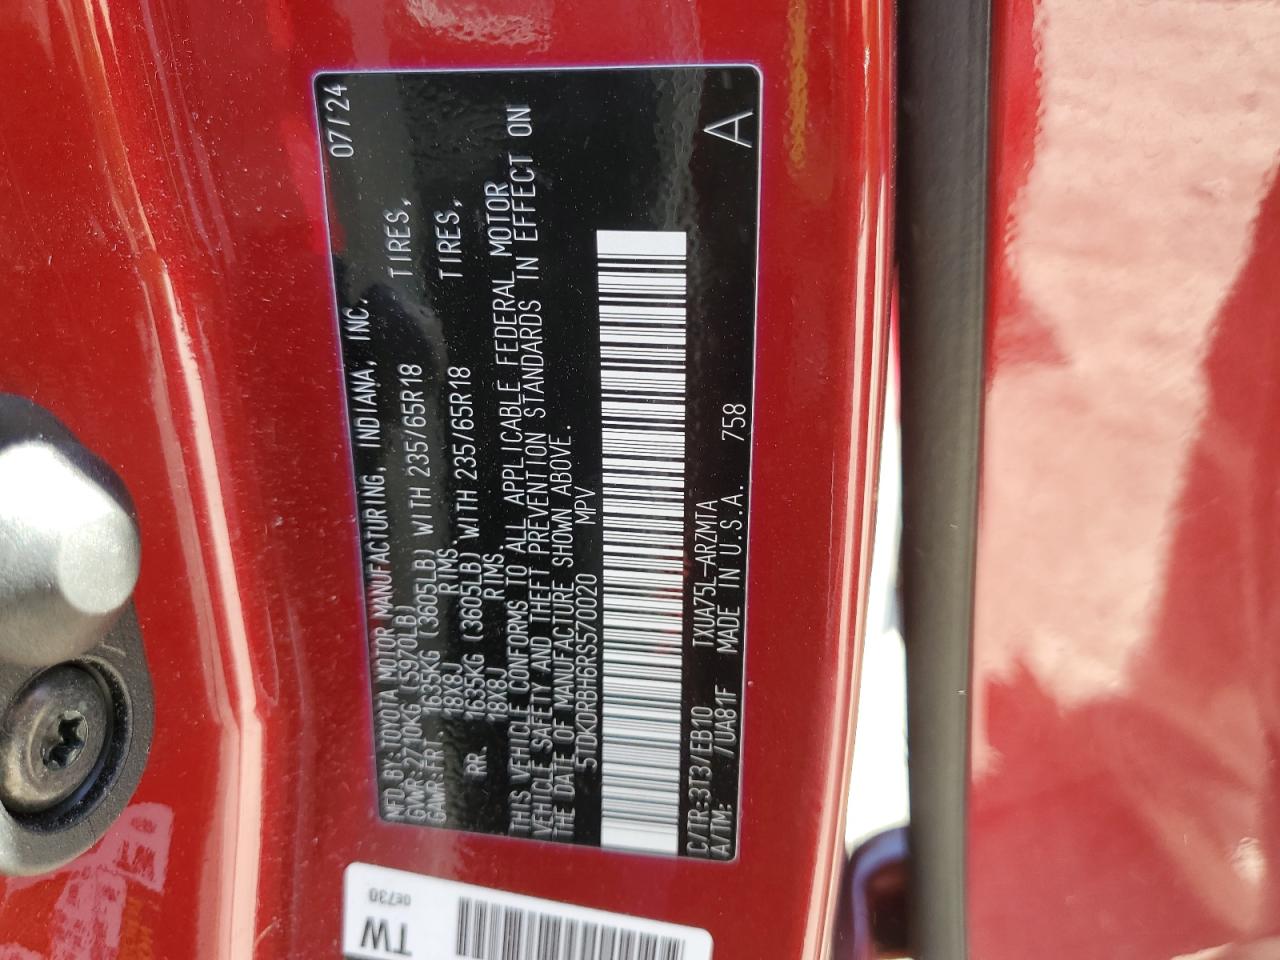 MFD.BY:TOYOTA MOTOR MANUFACTURING, INDIANA, INC. 07/24
GVWR:2710KG (5970LB)
GAWR:FR. 1635KG (3605LB) WITH 235/65R18 TIRES,
18X8J RIMS.
RR. 1635KG (3605LB) WITH 235/65R18 TIRES,
18X8J RIMS.
THIS VEHICLE CONFORMS TO ALL APPLICABLE FEDERAL MOTOR
VEHICLE SAFETY AND THEFT PREVENTION STANDARDS IN EFFECT ON
THE DATE OF MANUFACTURE SHOWN ABOVE.
5TDKDRBH6RS570020 MPV
C/TR:3T3/EB10 TXUA75L-ARZMTA A
A/TM: /UA81F MADE IN U.S.A. 758
TW
0E730